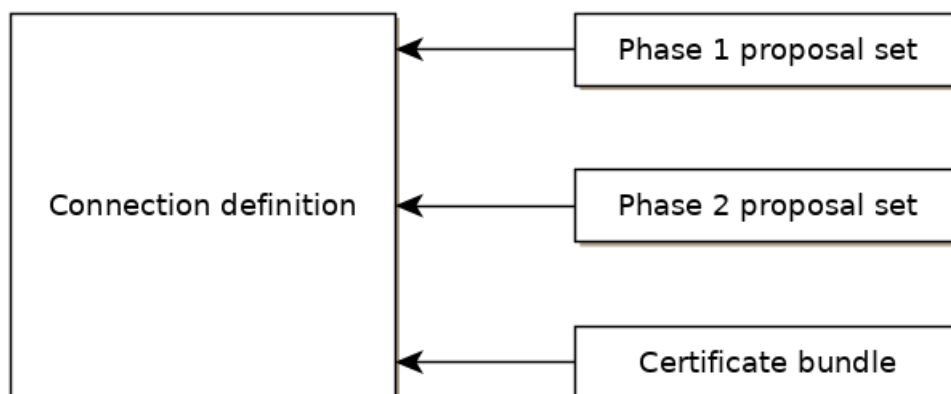 Phase 1 proposal set
Connection definition
Phase 2 proposal set
Certificate bundle